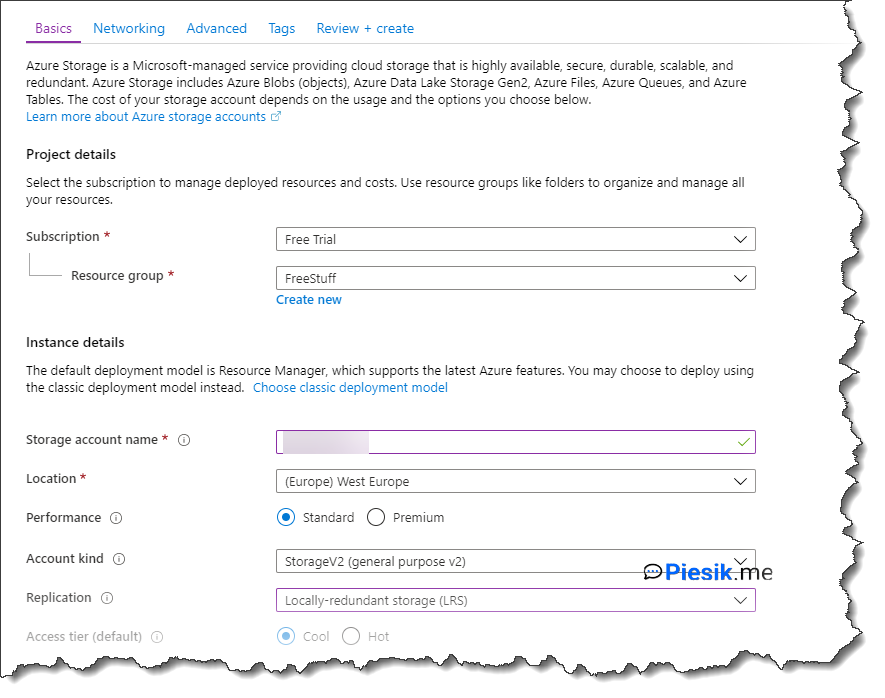 Basics Networking Advanced Tags Review + create
Azure Storage is a Microsoft-managed service providing cloud storage that is highly available, secure, durable, scalable, and
redundant. Azure Storage includes Azure Blobs (objects), Azure Data Lake Storage Gen2, Azure Files, Azure Queues, and Azure
Tables. The cost of your storage account depends on the usage and the options you choose below.
Learn more about Azure storage accounts
Project details
Select the subscription to manage deployed resources and costs. Use resource groups like folders to organize and manage all
your resources.
Subscription * Free Trial
Resource group * FreeStuff
Create new
Instance details
The default deployment model is Resource Manager, which supports the latest Azure features. You may choose to deploy using
the classic deployment model instead. Choose classic deployment model
Storage account name *
Location * (Europe) West Europe
Performance Standard Premium
Account kind StorageV2 (general purpose v2)
Piesik.me
Replication Locally-redundant storage (LRS)
Access tier (default) Cool Hot